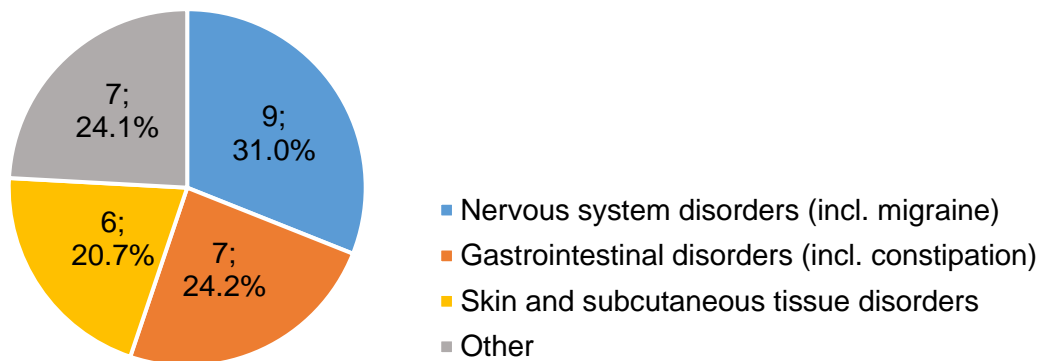 7;
24.1%
9;
31.0%
6;
20.7%
7;
24.2%
Nervous system disorders (incl. migraine)
Gastrointestinal disorders (incl. constipation)
Skin and subcutaneous tissue disorders
Other